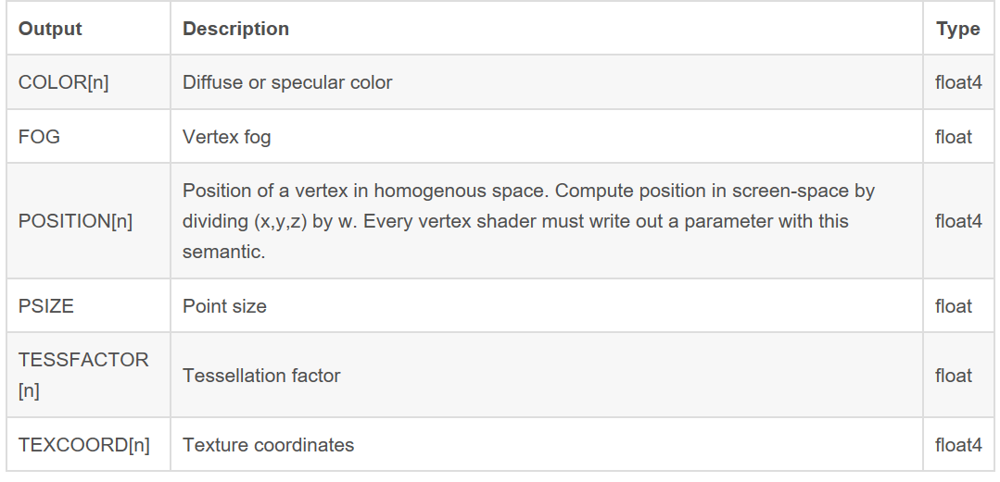 Output Description Type
COLOR[n] Diffuse or specular color float4
FOG Vertex fog float
POSITION[n] Position of a vertex in homogenous space. Compute position in screen-space by
dividing (x,y,z) by w. Every vertex shader must write out a parameter with this
semantic. float4
PSIZE Point size float
TESSFACTOR
[n] Tessellation factor float
TEXCOORD[n] Texture coordinates float4